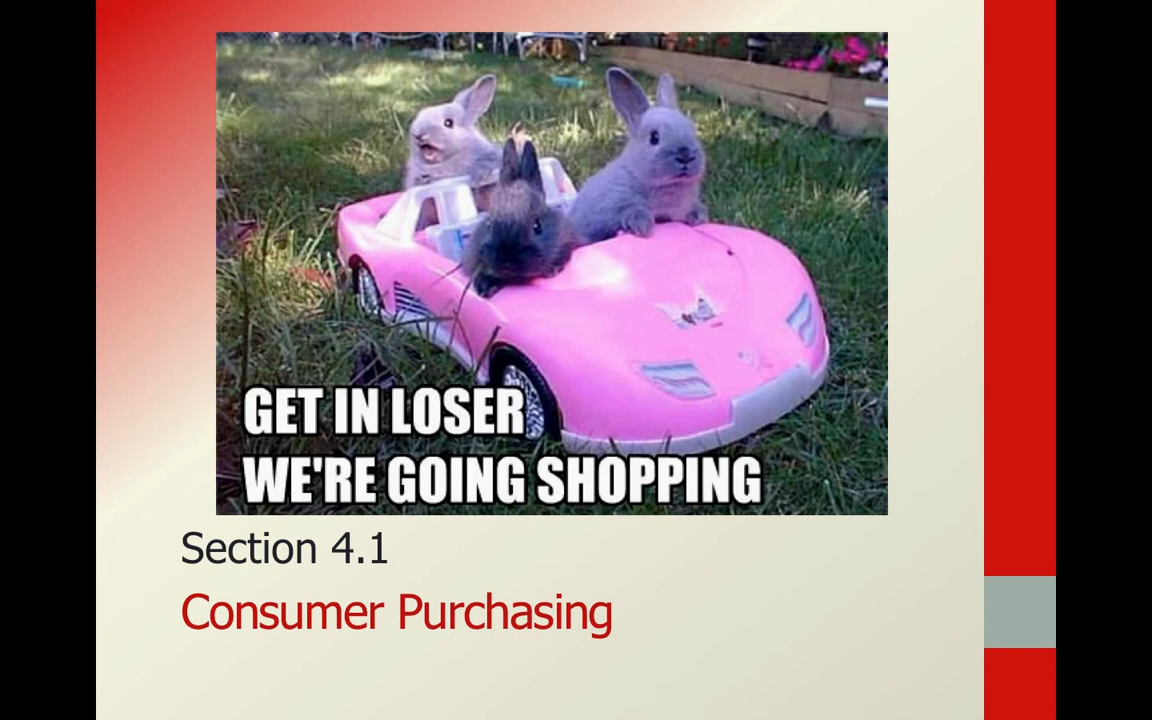 GET IN LOSER
WE'RE GOING SHOPPING
Section 4.1
Consumer Purchasing